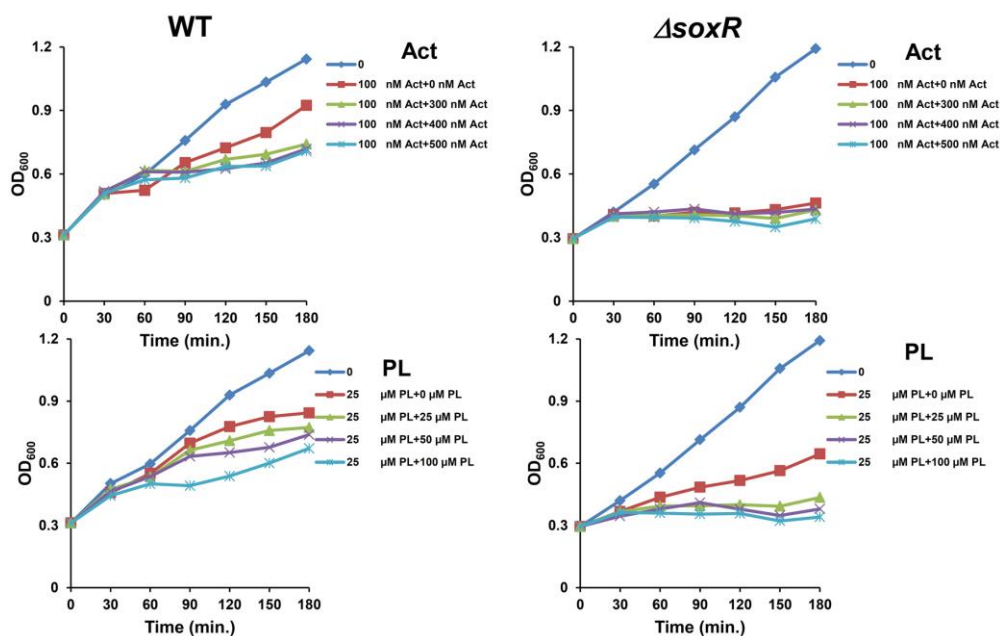 WT
Act
1.2
0.9
0.6
0.3
0
OD600
0 30 60 90 120 150 180
Time (min.)
0
100 nM Act+0 nM Act
100 nM Act+300 nM Act
100 nM Act+400 nM Act
100 nM Act+500 nM Act
ΔsoxR
Act
1.2
0.9
0.6
0.3
0
OD600
0 30 60 90 120 150 180
Time (min.)
0
100 nM Act+0 nM Act
100 nM Act+300 nM Act
100 nM Act+400 nM Act
100 nM Act+500 nM Act
PL
1.2
0.9
0.6
0.3
0
OD600
0 30 60 90 120 150 180
Time (min.)
0
25 µM PL+0 µM PL
25 µM PL+25 µM PL
25 µM PL+50 µM PL
25 µM PL+100 µM PL
PL
1.2
0.9
0.6
0.3
0
OD600
0 30 60 90 120 150 180
Time (min.)
0
25 µM PL+0 µM PL
25 µM PL+25 µM PL
25 µM PL+50 µM PL
25 µM PL+100 µM PL